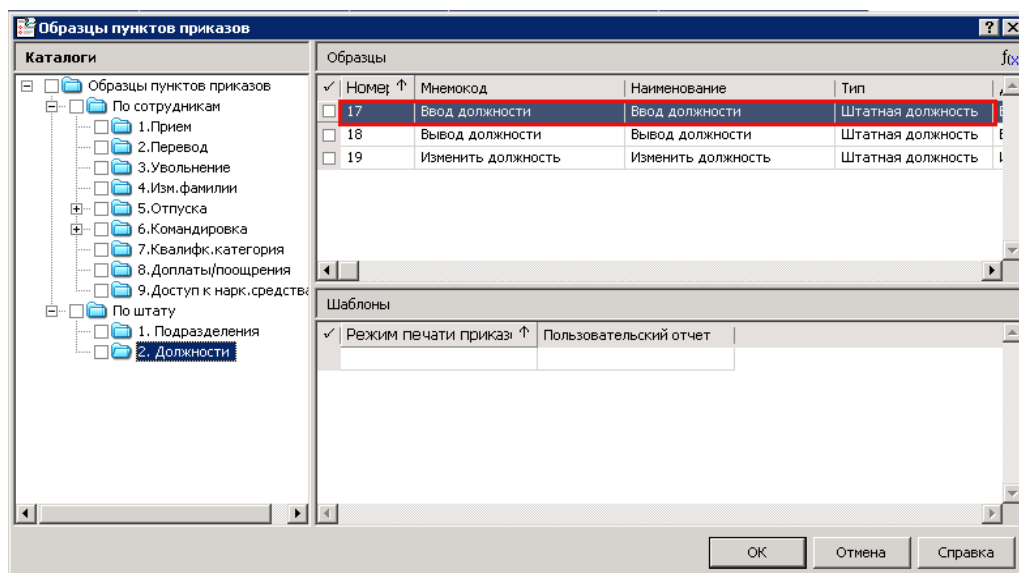 Образцы пунктов приказов
Каталоги
Образцы пунктов приказов
По сотрудникам
1.Прием
2.Перевод
3.Увольнение
4.Изм.фамилии
5.Отпуска
6.Командировка
7.Квалифк.категория
8.Доплаты/поощрения
9.Доступ к нарк.средства
По штату
1. Подразделения
2. Должности
Образцы
Номер Мнемокод Наименование Тип
17 Ввод должности Ввод должности Штатная должность
18 Вывод должности Вывод должности Штатная должность
19 Изменить должность Изменить должность Штатная должность
Шаблоны
Режим печати приказ Пользовательский отчет
ОК Отмена Справка